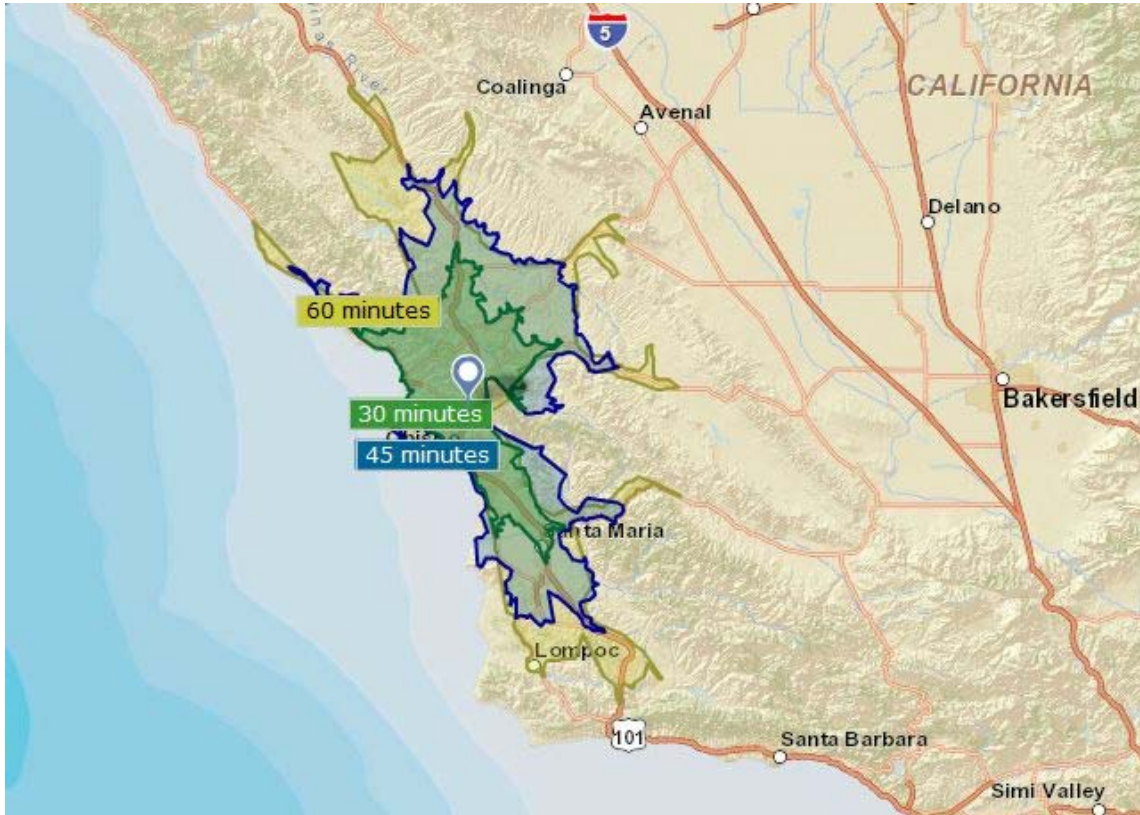 5
Coalinga
CALIFORNIA
Avenal
Delano
60 minutes
Bakersfield
30 minutes
45 minutes
Maria
Lompoc
101
Santa Barbara
Simi Valley